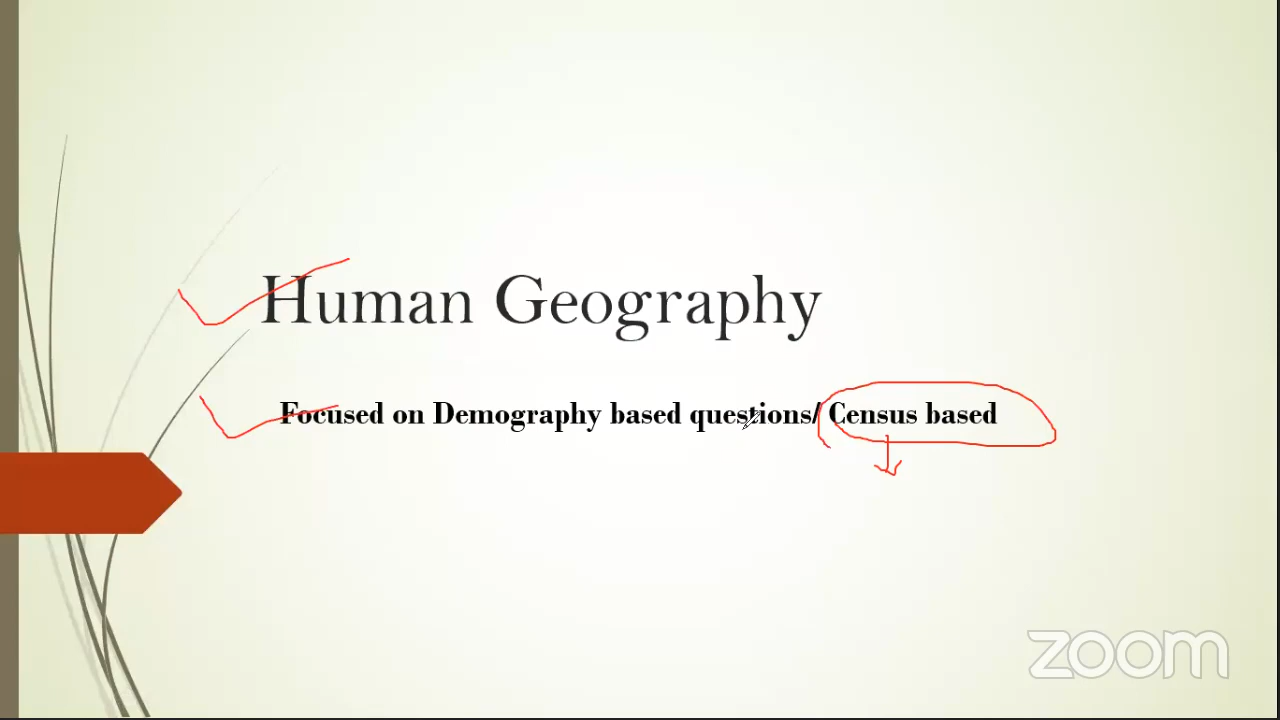 Human Geography
Focused on Demography based questions/ Census based
zoom